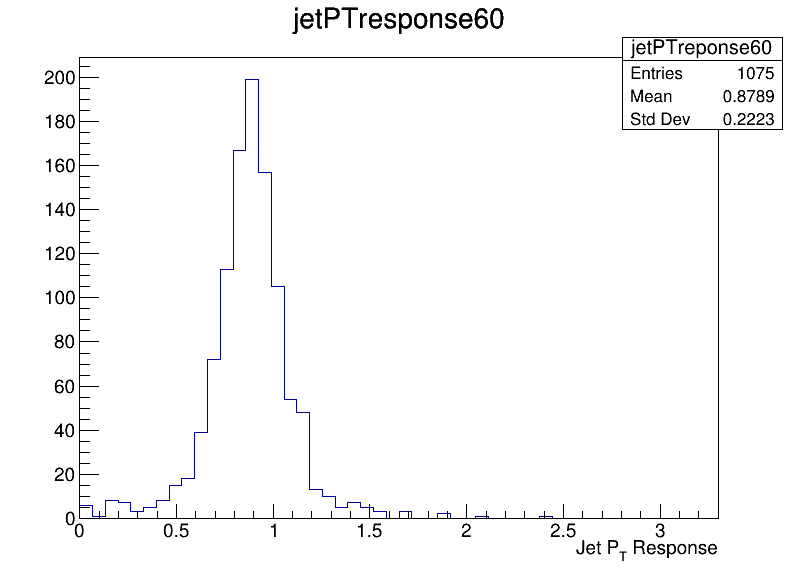 jetPTresponse60
jetPTreponse60
Entries 1075
Mean 0.8789
Std Dev 0.2223
200
180
160
140
120
100
80
60
40
20
0
0 0.5 1 1.5 2 2.5 3
Jet PT Response